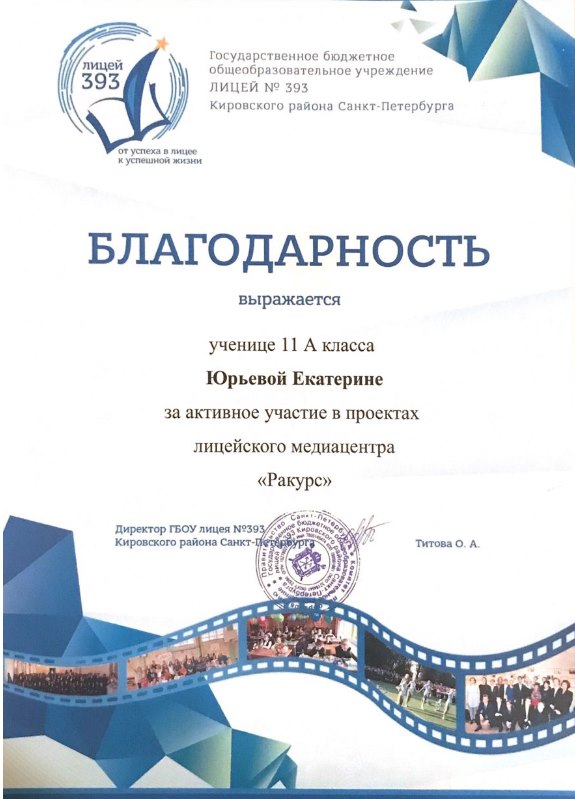 лицей
393
от успеха в лицее
к успешной жизни
Государственное бюджетное
общеобразовательное учреждение
ЛИЦЕЙ № 393
Кировского района Санкт-Петербурга
БЛАГОДАРНОСТЬ
выражается
ученице 11 А класса
Юрьевой Екатерине
за активное участие в проектах
лицейского медиацентра
«Ракурс»
Директор ГБОУ лицея №393
Кировского района Санкт-Петербурга
Титова О. А.